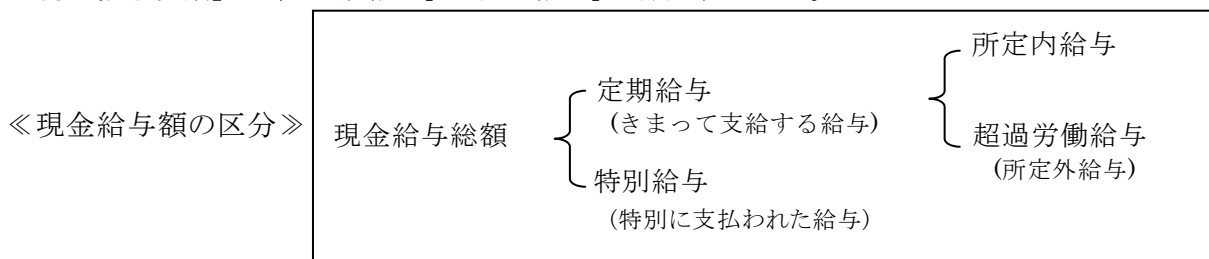 ≪現金給与額の区分≫
現金給与総額
定期給与
(きまって支給する給与)
特別給与
(特別に支払われた給与)
所定内給与
超過労働給与
(所定外給与)